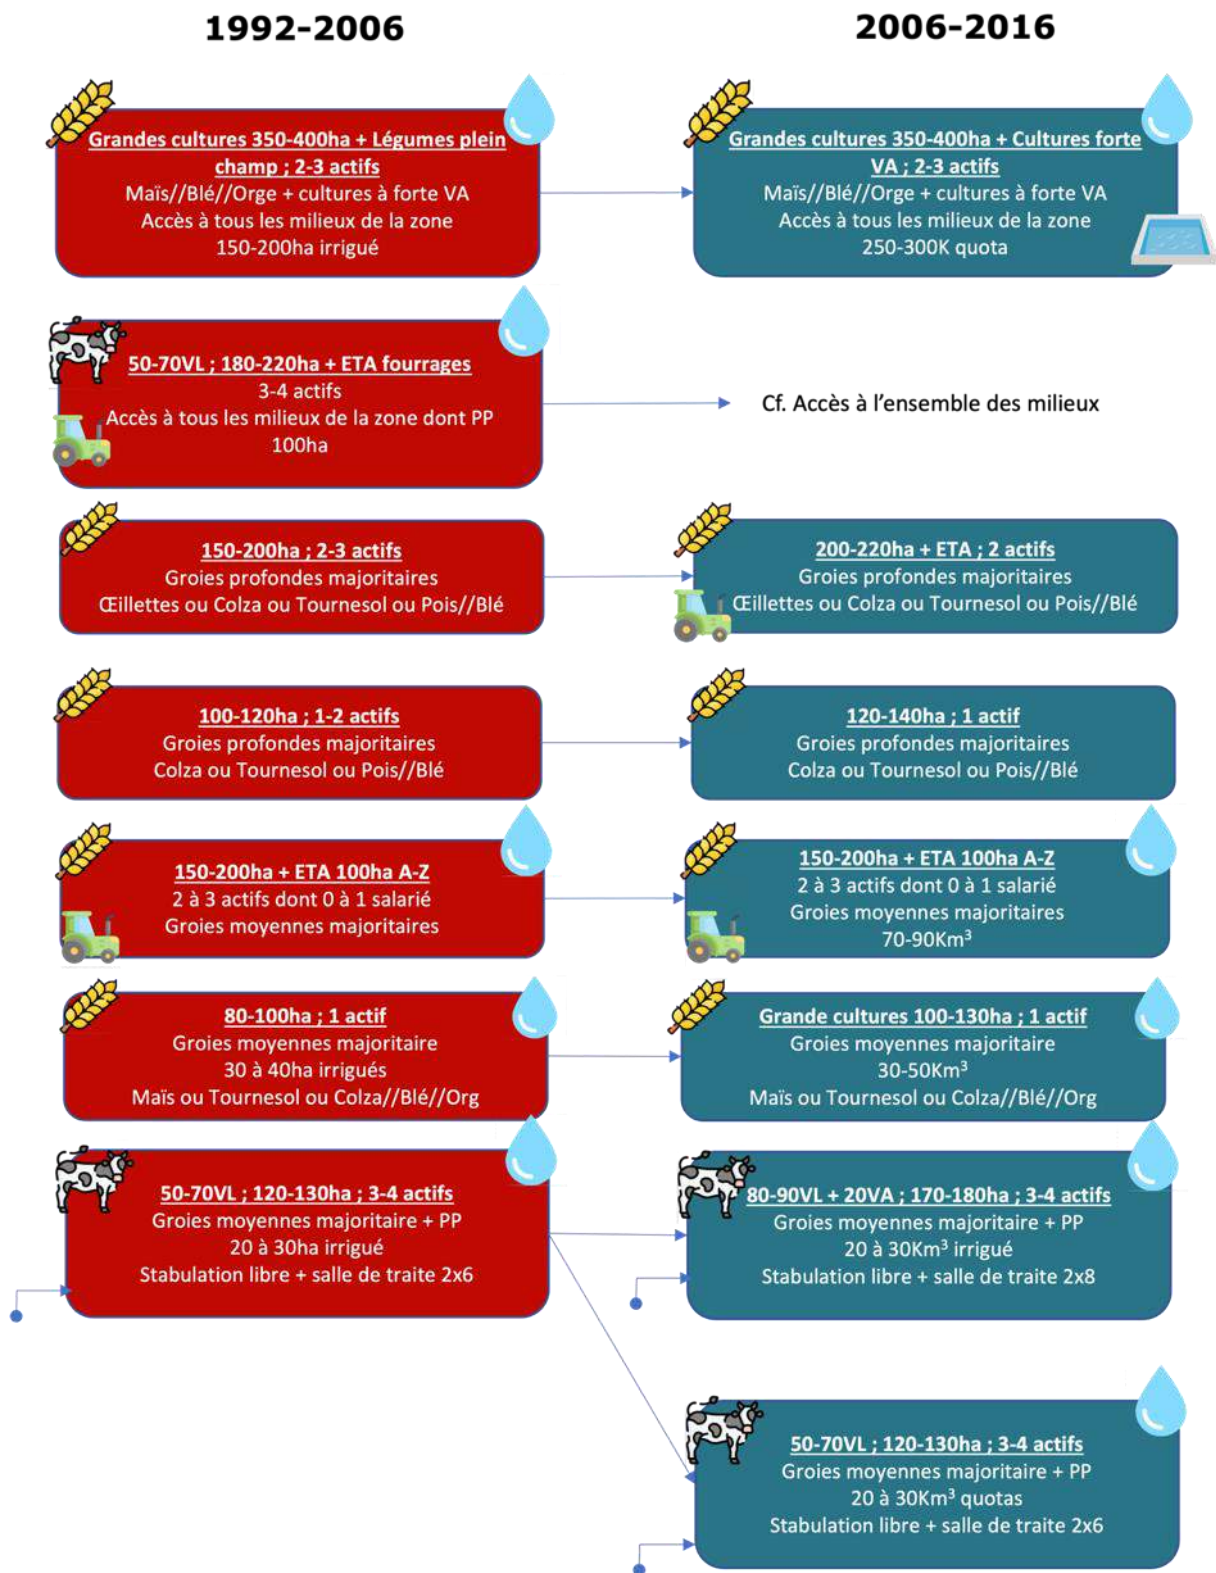 1992-2006
2006-2016
Grandes cultures 350-400ha + Légumes plein
champ ; 2-3 actifs
Maïs//Blé//Orge + cultures à forte VA
Accès à tous les milieux de la zone
150-200ha irrigué
Grandes cultures 350-400ha + Cultures forte
VA ; 2-3 actifs
Maïs//Blé//Orge + cultures à forte VA
Accès à tous les milieux de la zone
250-300K quota
50-70VL ; 180-220ha + ETA fourrages
3-4 actifs
Accès à tous les milieux de la zone dont PP
100ha
Cf. Accès à l’ensemble des milieux
150-200ha ; 2-3 actifs
Groies profondes majoritaires
Œillettes ou Colza ou Tournesol ou Pois//Blé
200-220ha + ETA ; 2 actifs
Groies profondes majoritaires
Œillettes ou Colza ou Tournesol ou Pois//Blé
100-120ha ; 1-2 actifs
Groies profondes majoritaires
Colza ou Tournesol ou Pois//Blé
120-140ha ; 1 actif
Groies profondes majoritaires
Colza ou Tournesol ou Pois//Blé
150-200ha + ETA 100ha A-Z
2 à 3 actifs dont 0 à 1 salarié
Groies moyennes majoritaires
150-200ha + ETA 100ha A-Z
2 à 3 actifs dont 0 à 1 salarié
Groies moyennes majoritaires
70-90Km³
80-100ha ; 1 actif
Groies moyennes majoritaire
30 à 40ha irrigués
Maïs ou Tournesol ou Colza//Blé//Org
Grande cultures 100-130ha ; 1 actif
Groies moyennes majoritaire
30-50Km³
Maïs ou Tournesol ou Colza//Blé//Org
50-70VL ; 120-130ha ; 3-4 actifs
Groies moyennes majoritaire + PP
20 à 30ha irrigué
Stabulation libre + salle de traite 2x6
80-90VL + 20VA ; 170-180ha ; 3-4 actifs
Groies moyennes majoritaire + PP
20 à 30Km³ irrigué
Stabulation libre + salle de traite 2x8
50-70VL ; 120-130ha ; 3-4 actifs
Groies moyennes majoritaire + PP
20 à 30Km³ quotas
Stabulation libre + salle de traite 2x6